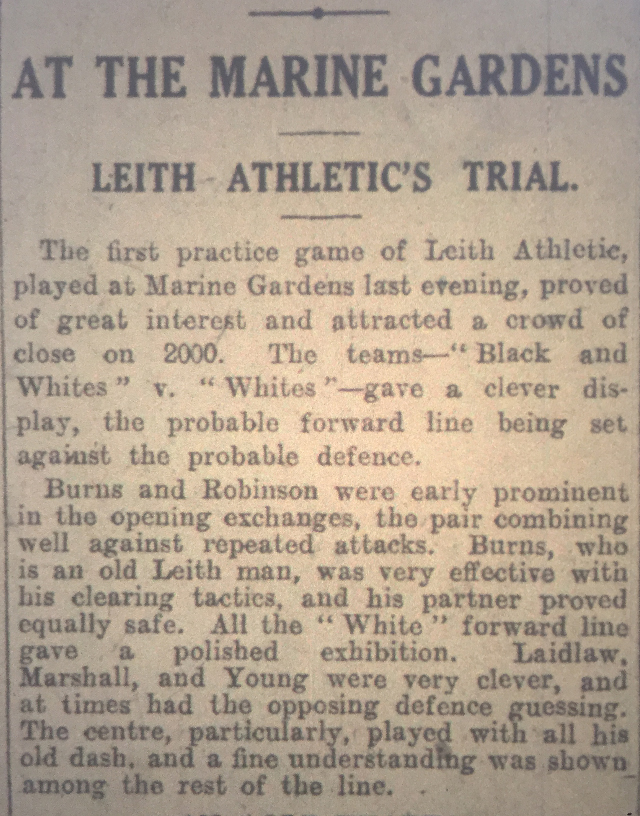 AT THE MARINE GARDENS
LEITH ATHLETIC'S TRIAL.
The first practice game of Leith Athletic,
played at Marine Gardens last evening, proved
of great interest and attracted a crowd of
close on 2000. The teams—"Black and
Whites" v. "Whites"—gave a clever dis-
play, the probable forward line being set
against the probable defence.
Burns and Robinson were early prominent
in the opening exchanges, the pair combining
well against repeated attacks. Burns, who
is an old Leith man, was very effective with
his clearing tactics, and his partner proved
equally safe. All the "White" forward line
gave a polished exhibition. Laidlaw,
Marshall, and Young were very clever, and
at times had the opposing defence guessing.
The centre, particularly, played with all his
old dash, and a fine understanding was shown
among the rest of the line.